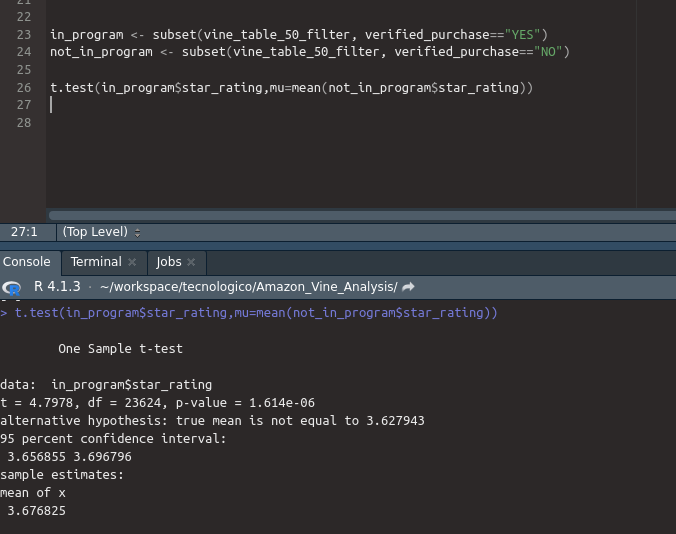 21
22
23 in_program <- subset(vine_table_50_filter, verified_purchase=="YES")
24 not_in_program <- subset(vine_table_50_filter, verified_purchase=="NO")
25
26 t.test(in_program$star_rating,mu=mean(not_in_program$star_rating))
27
28
27:1 (Top Level)
Console Terminal Jobs
R 4.1.3 · ~/workspace/tecnologico/Amazon_Vine_Analysis/
> t.test(in_program$star_rating,mu=mean(not_in_program$star_rating))
One Sample t-test
data:  in_program$star_rating
t = 4.7978, df = 23624, p-value = 1.614e-06
alternative hypothesis: true mean is not equal to 3.627943
95 percent confidence interval:
3.656855 3.696796
sample estimates:
mean of x
3.676825